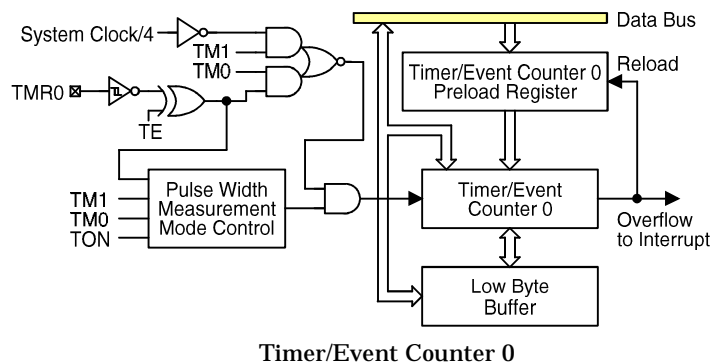 System Clock/4
TM1
TM0
TMR0
TE
Data Bus
Timer/Event Counter 0
Preload Register
Reload
TM1
TM0
TON
Pulse Width
Measurement
Mode Control
Timer/Event
Counter 0
Overflow
to Interrupt
Low Byte
Buffer
Timer/Event Counter 0